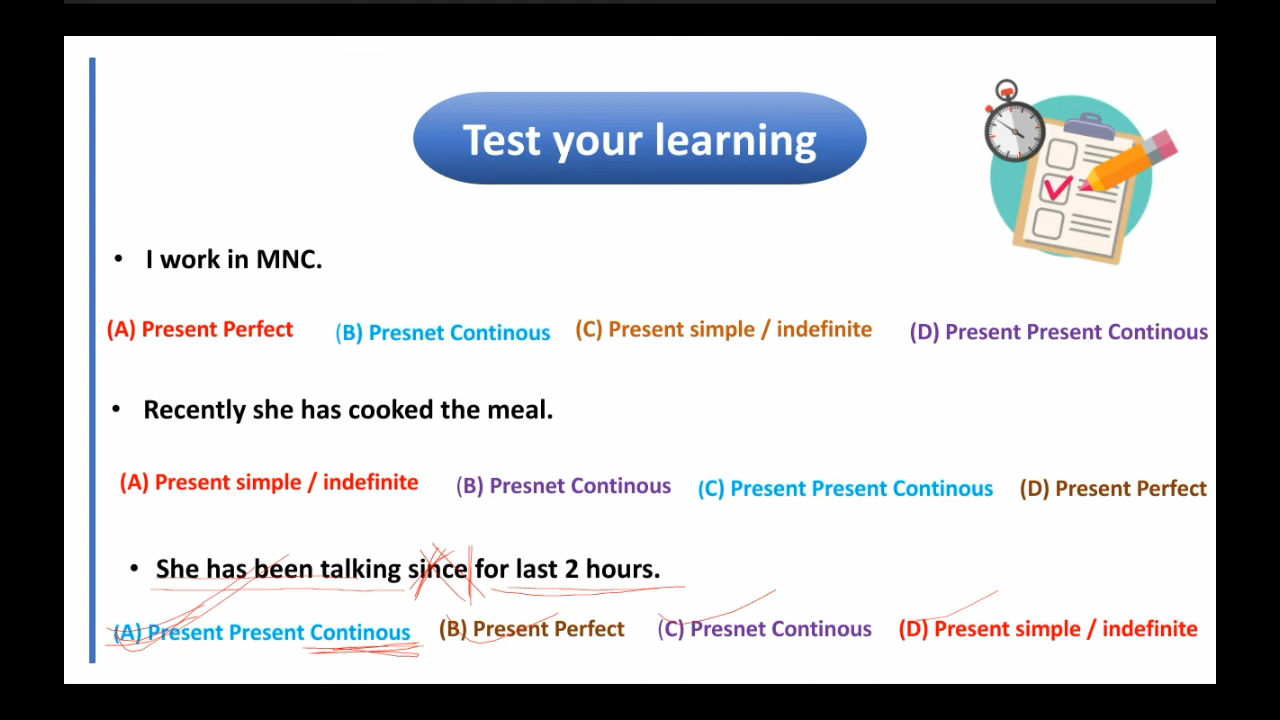 Test your learning
• I work in MNC.
(A) Present Perfect (B) Presnet Continous (C) Present simple / indefinite (D) Present Present Continous
• Recently she has cooked the meal.
(A) Present simple / indefinite (B) Presnet Continous (C) Present Present Continous (D) Present Perfect
• She has been talking since for last 2 hours.
(A) Present Present Continous (B) Present Perfect (C) Presnet Continous (D) Present simple / indefinite